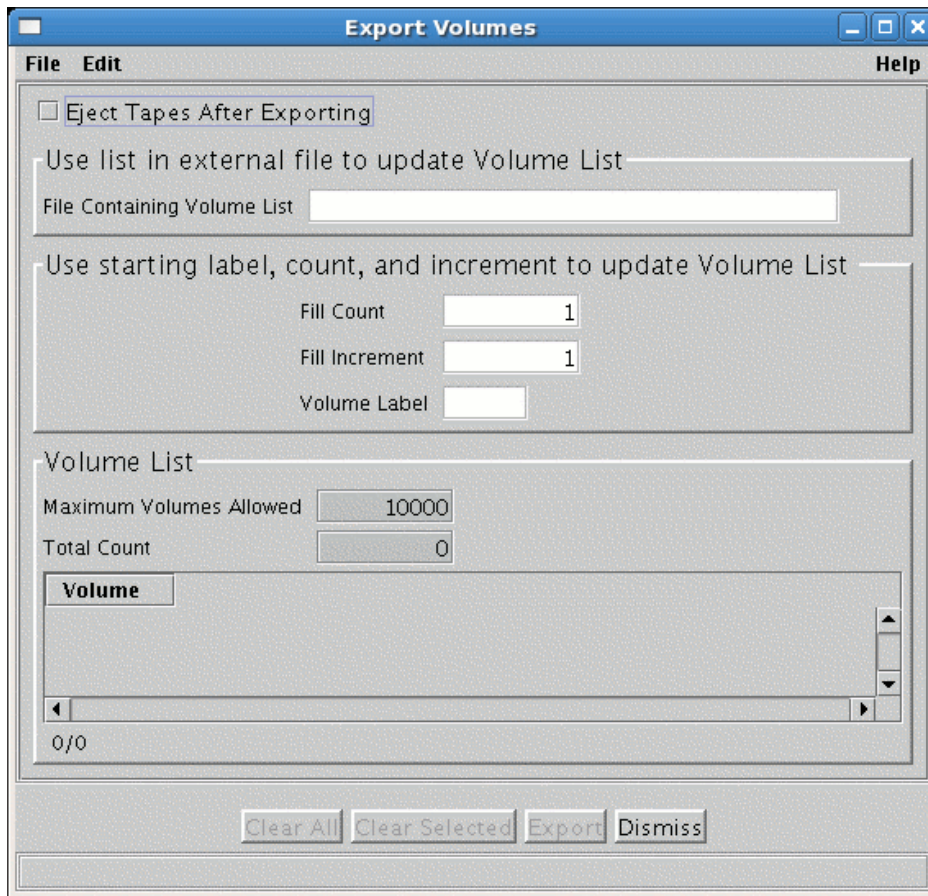 Export Volumes
File Edit Help
Eject Tapes After Exporting
Use list in external file to update Volume List
File Containing Volume List
Use starting label, count, and increment to update Volume List
Fill Count 1
Fill Increment 1
Volume Label
Volume List
Maximum Volumes Allowed 10000
Total Count 0
Volume
0/0
Clear All Clear Selected Export Dismiss